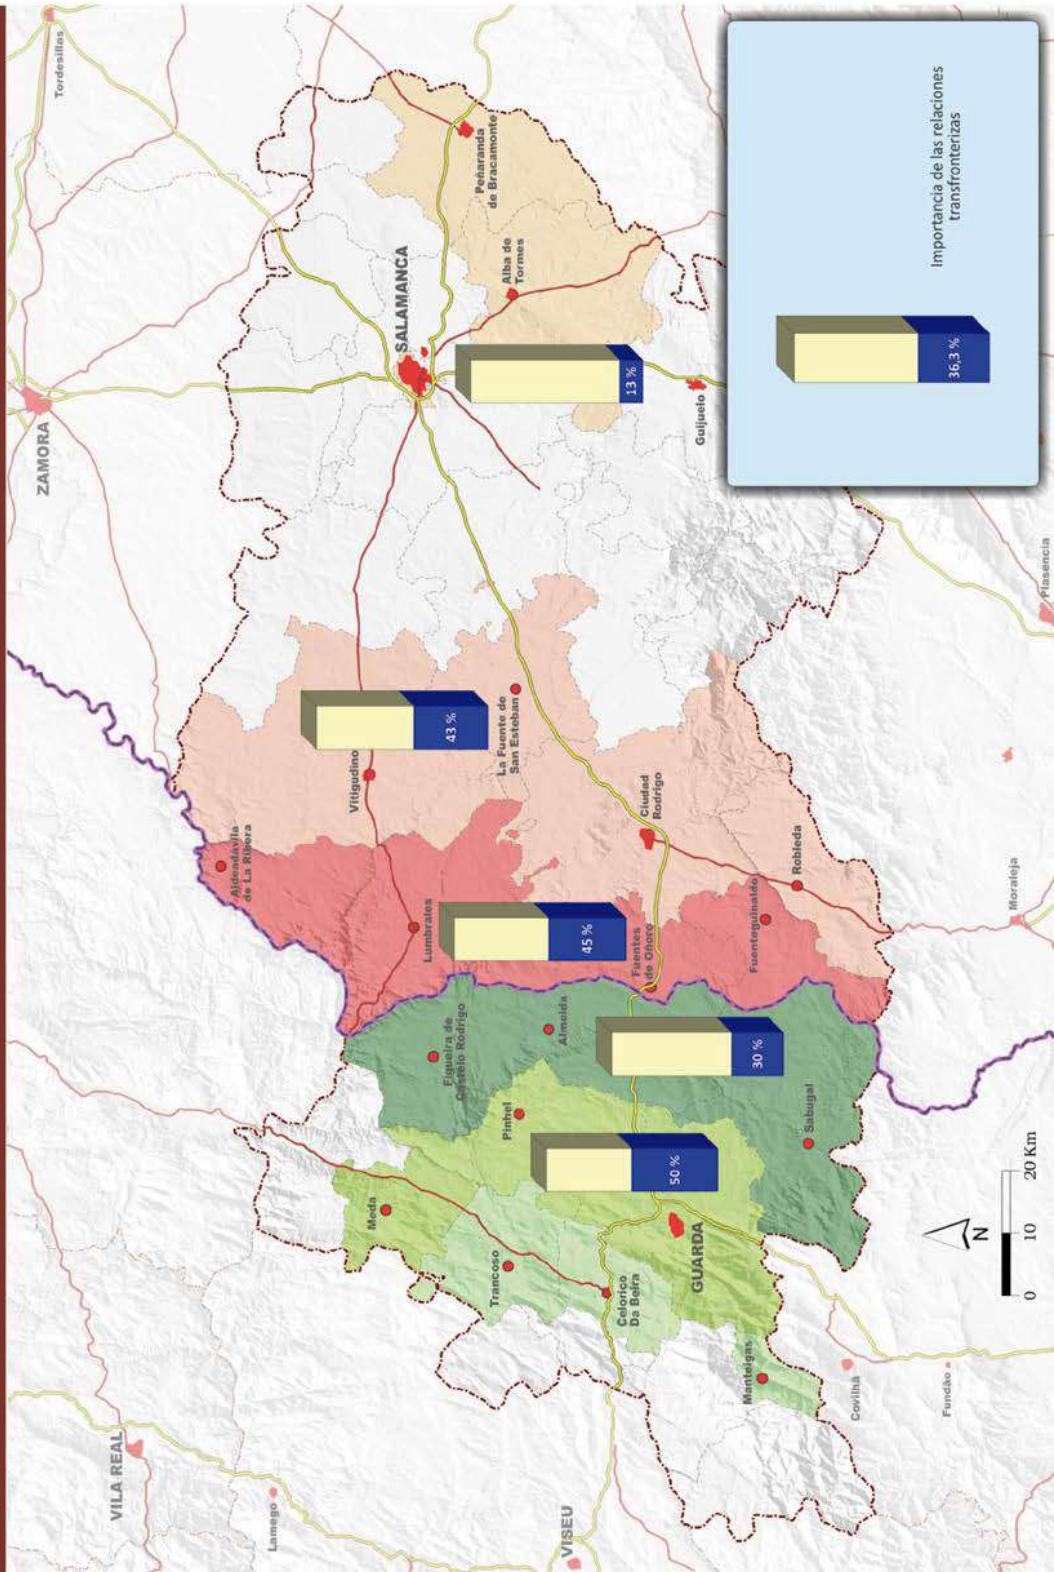 Tordesillas
ZAMORA
VILA REAL
Lamego
VISEU
SALAMANCA
Peñaranda
de Bracamonte
Alba de
Tormes
Guijuelo
13 %
Vitigudino
43 %
La Fuente de
San Esteban
Aldeadávila
de La Ribera
Lumbrales
45 %
Ciudad
Rodrigo
Robleda
Fuenteguinaldo
Fuentes
de Oñoro
Figueira de
Castelo Rodrigo
Almeida
30 %
Pinhel
Sabugal
50 %
Meda
Trancoso
Celorico
Da Beira
GUARDA
Manteigas
Covilhã
Fundão
Moraleja
Plasencia
N
0 10 20 Km
36,3 %
Importancia de las relaciones
transfronterizas